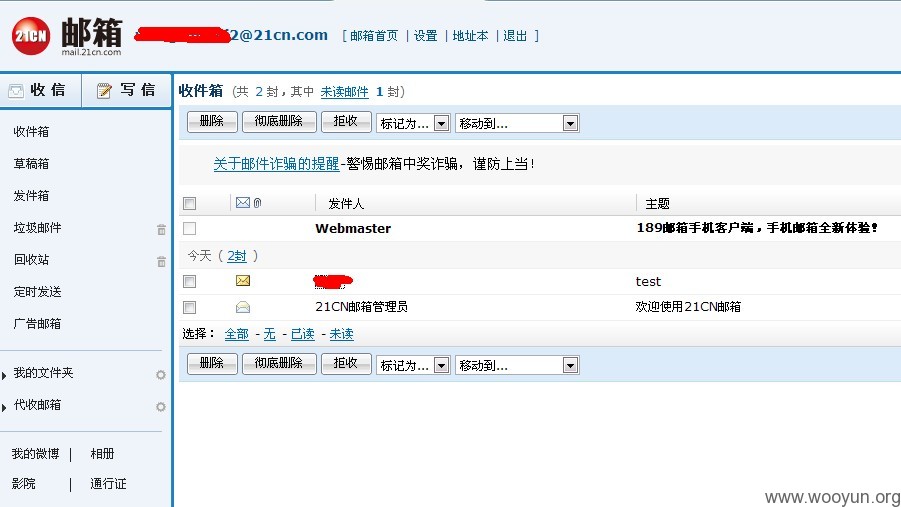 21CN 邮箱 mail.21cn.com 2@21cn.com [ 邮箱首页 | 设置 | 地址本 | 退出 ]
收信 写信
收件箱 (共 2 封,其中 未读邮件 1 封)
删除 彻底删除 拒收 标记为... 移动到...
关于邮件诈骗的提醒-警惕邮箱中奖诈骗，谨防上当！
发件人 主题
Webmaster 189邮箱手机客户端，手机邮箱全新体验！
今天 ( 2封 )
test
21CN邮箱管理员 欢迎使用21CN邮箱
选择： 全部 - 无 - 已读 - 未读
删除 彻底删除 拒收 标记为... 移动到...
收件箱
草稿箱
发件箱
垃圾邮件
回收站
定时发送
广告邮箱
我的文件夹
代收邮箱
我的微博 | 相册
影院 | 通行证
www.wooyun.org